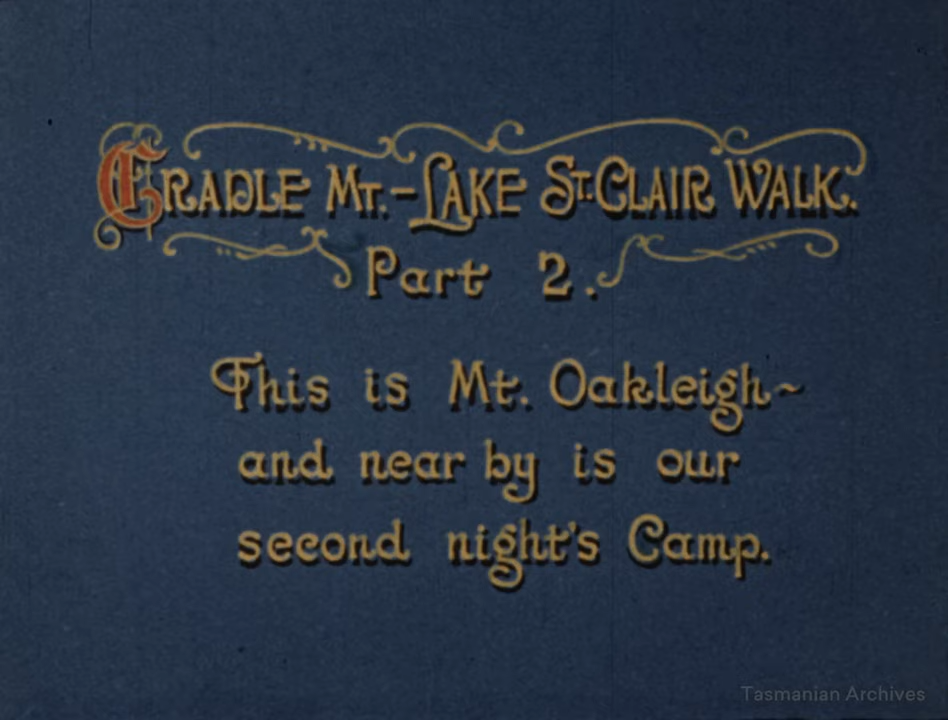 CRADLE MT.-LAKE ST. CLAIR WALK.
Part 2.
This is Mt. Oakleigh~
and near by is our
second night's Camp.
Tasmanian Archives